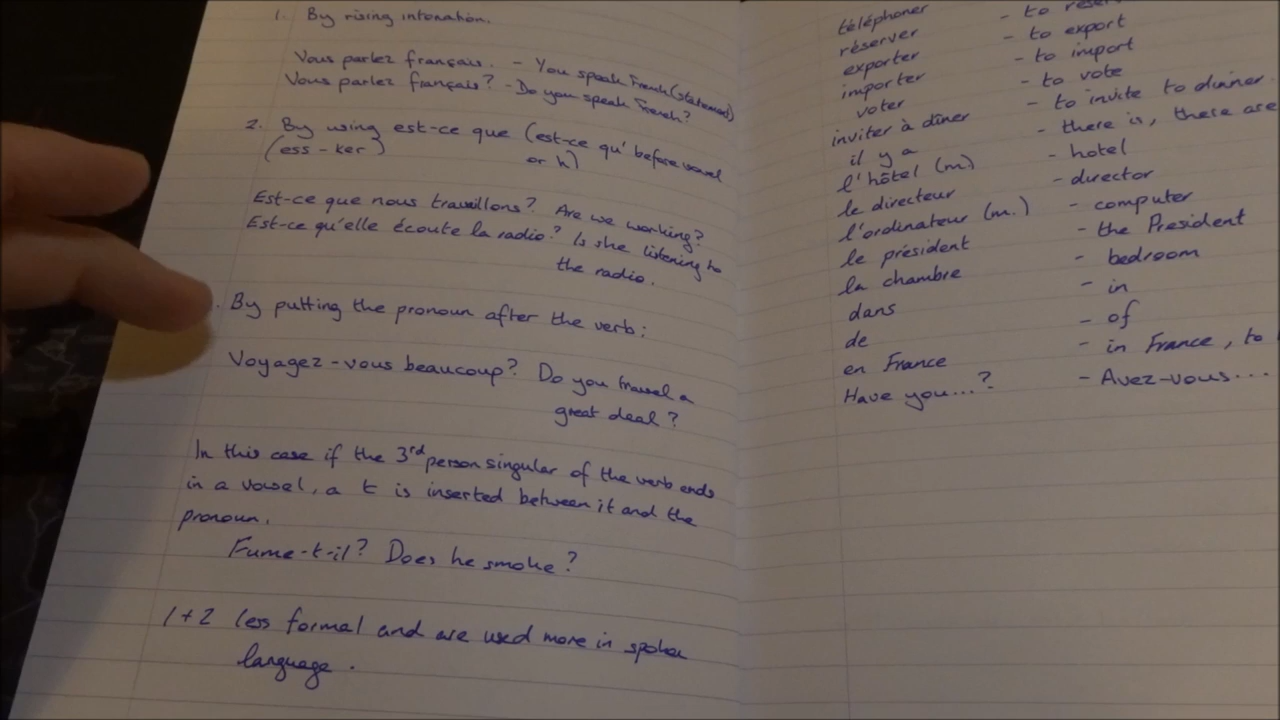 1. By rising intonation.
Vous parlez français. - You speak French (statement)
Vous parlez français? - Do you speak French?
2. By using est-ce que (est-ce qu' before vowel
(ess - ker) or h)
Est-ce que nous travaillons? Are we working?
Est-ce qu'elle écoute la radio? Is she listening to
the radio.
. By putting the pronoun after the verb:
Voyagez-vous beaucoup? Do you travel a
great deal?
In this case if the 3rd person singular of the verb ends
in a vowel, a t is inserted between it and the
pronoun.
Fume-t-il? Does he smoke?
1+2 less formal and are used more in spoken
language.
téléphoner
réserver - to reser
exporter - to export
importer - to import
voter - to vote
inviter à dîner - to invite to dinner
il y a - there is, there are
l'hôtel (m.) - hotel
le directeur - director
l'ordinateur (m.) - computer
le président - the President
la chambre - bedroom
dans - in
de - of
en France - in France, to
Have you...? - Avez-vous...